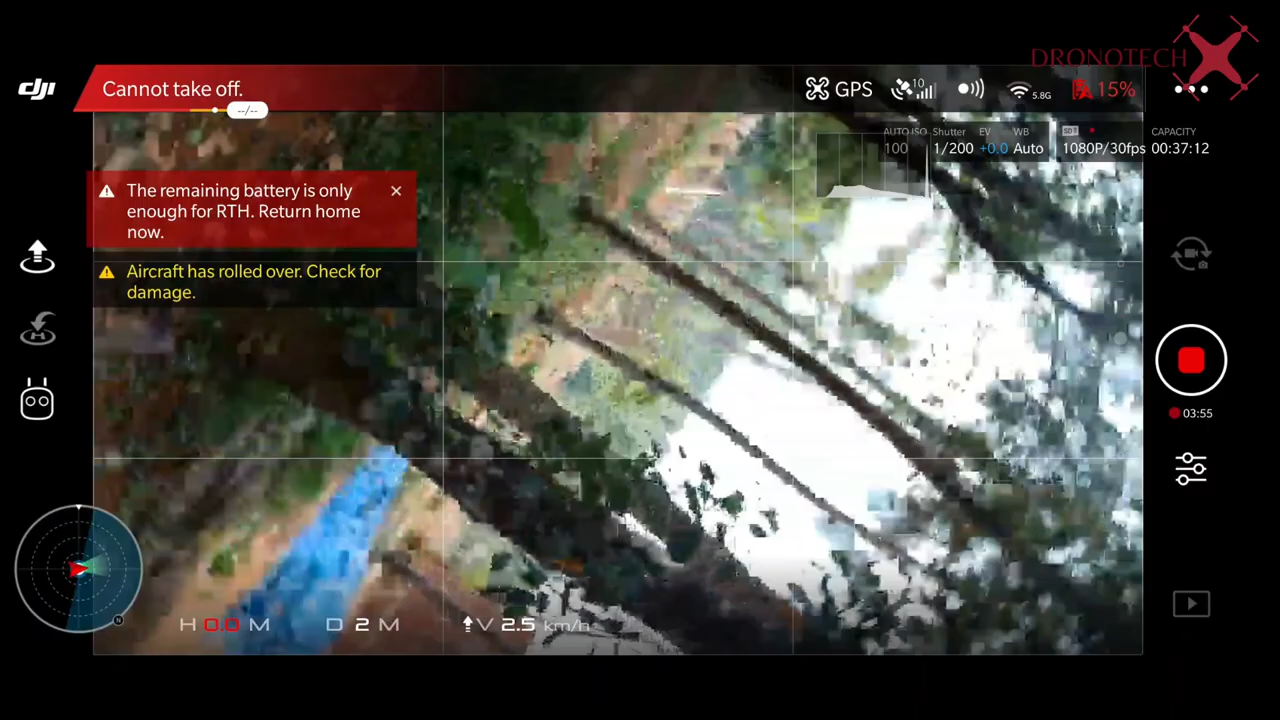 DRONOTECH
dji
Cannot take off.
--/--
GPS
10
5.8G
15%
The remaining battery is only
enough for RTH. Return home
now.
Aircraft has rolled over. Check for
damage.
AUTO ISO
100
Shutter
1/200
EV
+0.0
WB
Auto
SD
1080P/30fps
CAPACITY
00:37:12
03:55
N
H 0.0 M
D 2 M
V 2.5 km/h